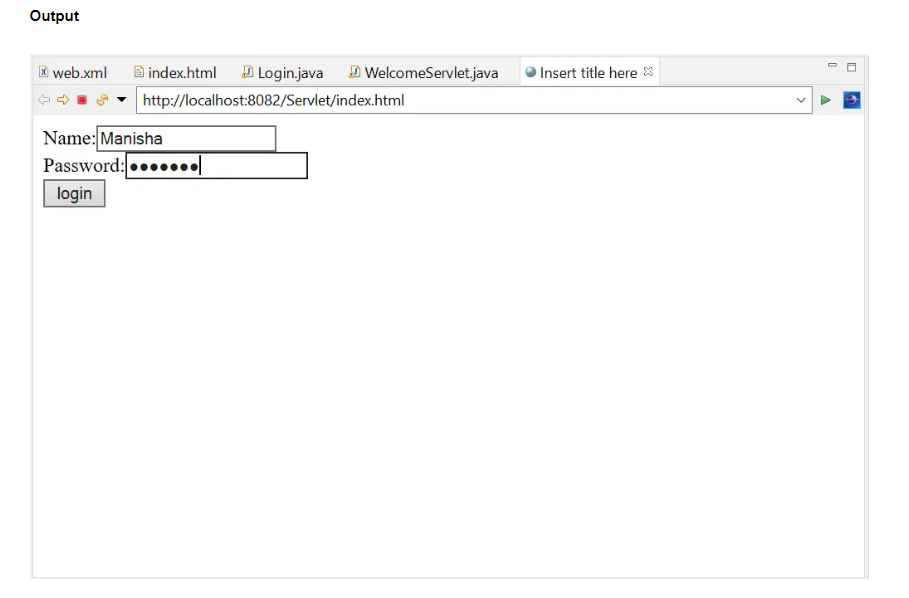 Output
web.xml index.html Login.java WelcomeServlet.java Insert title here
http://localhost:8082/Servlet/index.html
Name: Manisha
Password: •••••••
login